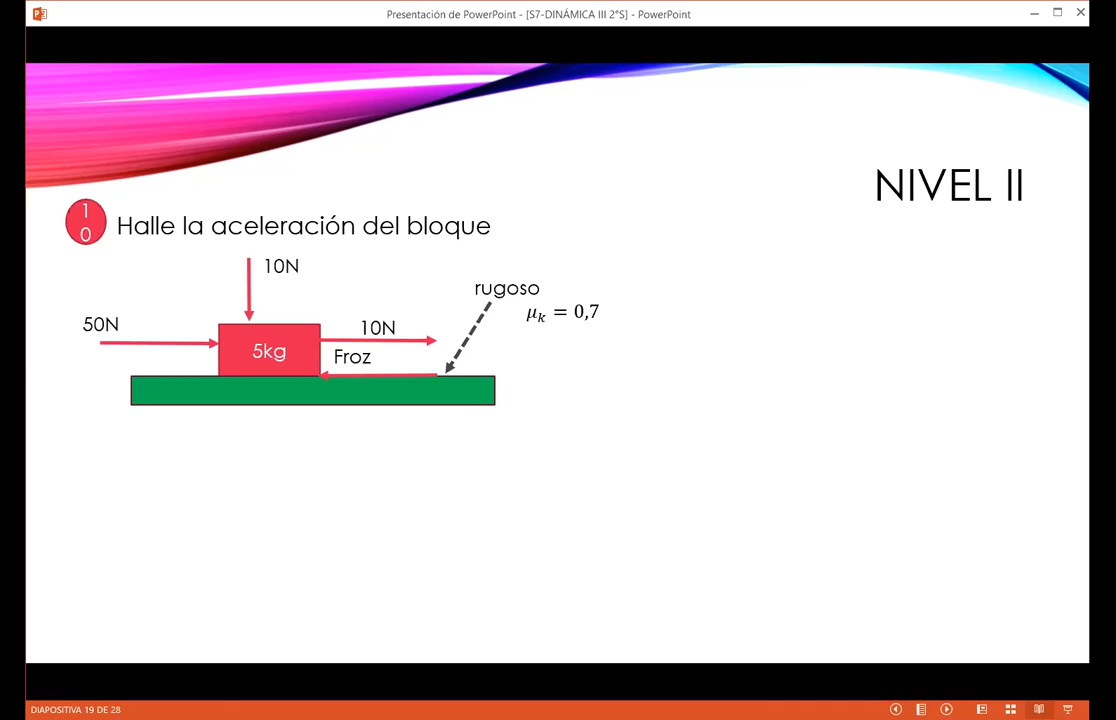 Presentación de PowerPoint - [S7-DINÁMICA III 2°S] - PowerPoint
NIVEL II
10
Halle la aceleración del bloque
10N
rugoso
μₖ = 0,7
50N
10N
5kg
Froz
DIAPOSITIVA 19 DE 28